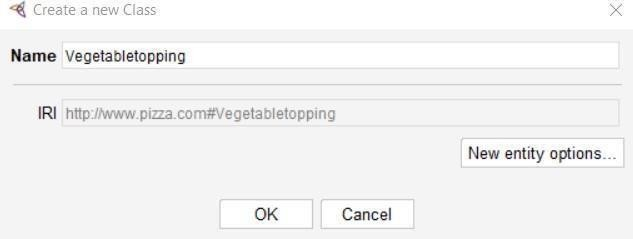 Create a new Class
Name Vegetabletopping
IRI http://www.pizza.com#Vegetabletopping
New entity options...
OK Cancel